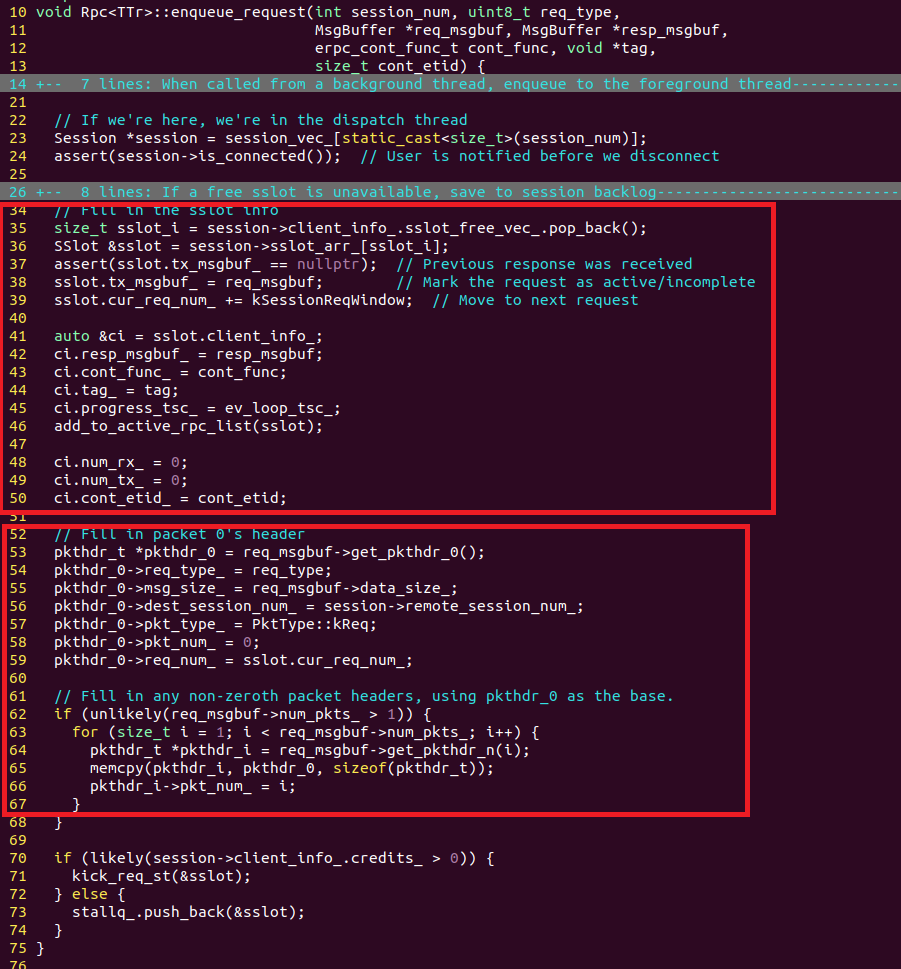 10 void Rpc<TTr>::enqueue_request(int session_num, uint8_t req_type,
11                                MsgBuffer *req_msgbuf, MsgBuffer *resp_msgbuf,
12                                erpc_cont_func_t cont_func, void *tag,
13                                size_t cont_etid) {
14 +--  7 lines: When called from a background thread, enqueue to the foreground thread------------
21
22   // If we're here, we're in the dispatch thread
23   Session *session = session_vec_[static_cast<size_t>(session_num)];
24   assert(session->is_connected());  // User is notified before we disconnect
25
26 +--  8 lines: If a free sslot is unavailable, save to session backlog---------------------------
34   // Fill in the sslot info
35   size_t sslot_i = session->client_info_.sslot_free_vec_.pop_back();
36   SSlot &sslot = session->sslot_arr_[sslot_i];
37   assert(sslot.tx_msgbuf_ == nullptr);  // Previous response was received
38   sslot.tx_msgbuf_ = req_msgbuf;        // Mark the request as active/incomplete
39   sslot.cur_req_num_ += kSessionReqWindow;  // Move to next request
40
41   auto &ci = sslot.client_info_;
42   ci.resp_msgbuf_ = resp_msgbuf;
43   ci.cont_func_ = cont_func;
44   ci.tag_ = tag;
45   ci.progress_tsc_ = ev_loop_tsc_;
46   add_to_active_rpc_list(sslot);
47
48   ci.num_rx_ = 0;
49   ci.num_tx_ = 0;
50   ci.cont_etid_ = cont_etid;
51
52   // Fill in packet 0's header
53   pkthdr_t *pkthdr_0 = req_msgbuf->get_pkthdr_0();
54   pkthdr_0->req_type_ = req_type;
55   pkthdr_0->msg_size_ = req_msgbuf->data_size_;
56   pkthdr_0->dest_session_num_ = session->remote_session_num_;
57   pkthdr_0->pkt_type_ = PktType::kReq;
58   pkthdr_0->pkt_num_ = 0;
59   pkthdr_0->req_num_ = sslot.cur_req_num_;
60
61   // Fill in any non-zeroth packet headers, using pkthdr_0 as the base.
62   if (unlikely(req_msgbuf->num_pkts_ > 1)) {
63     for (size_t i = 1; i < req_msgbuf->num_pkts_; i++) {
64       pkthdr_t *pkthdr_i = req_msgbuf->get_pkthdr_n(i);
65       memcpy(pkthdr_i, pkthdr_0, sizeof(pkthdr_t));
66       pkthdr_i->pkt_num_ = i;
67     }
68   }
69
70   if (likely(session->client_info_.credits_ > 0)) {
71     kick_req_st(&sslot);
72   } else {
73     stallq_.push_back(&sslot);
74   }
75 }
76